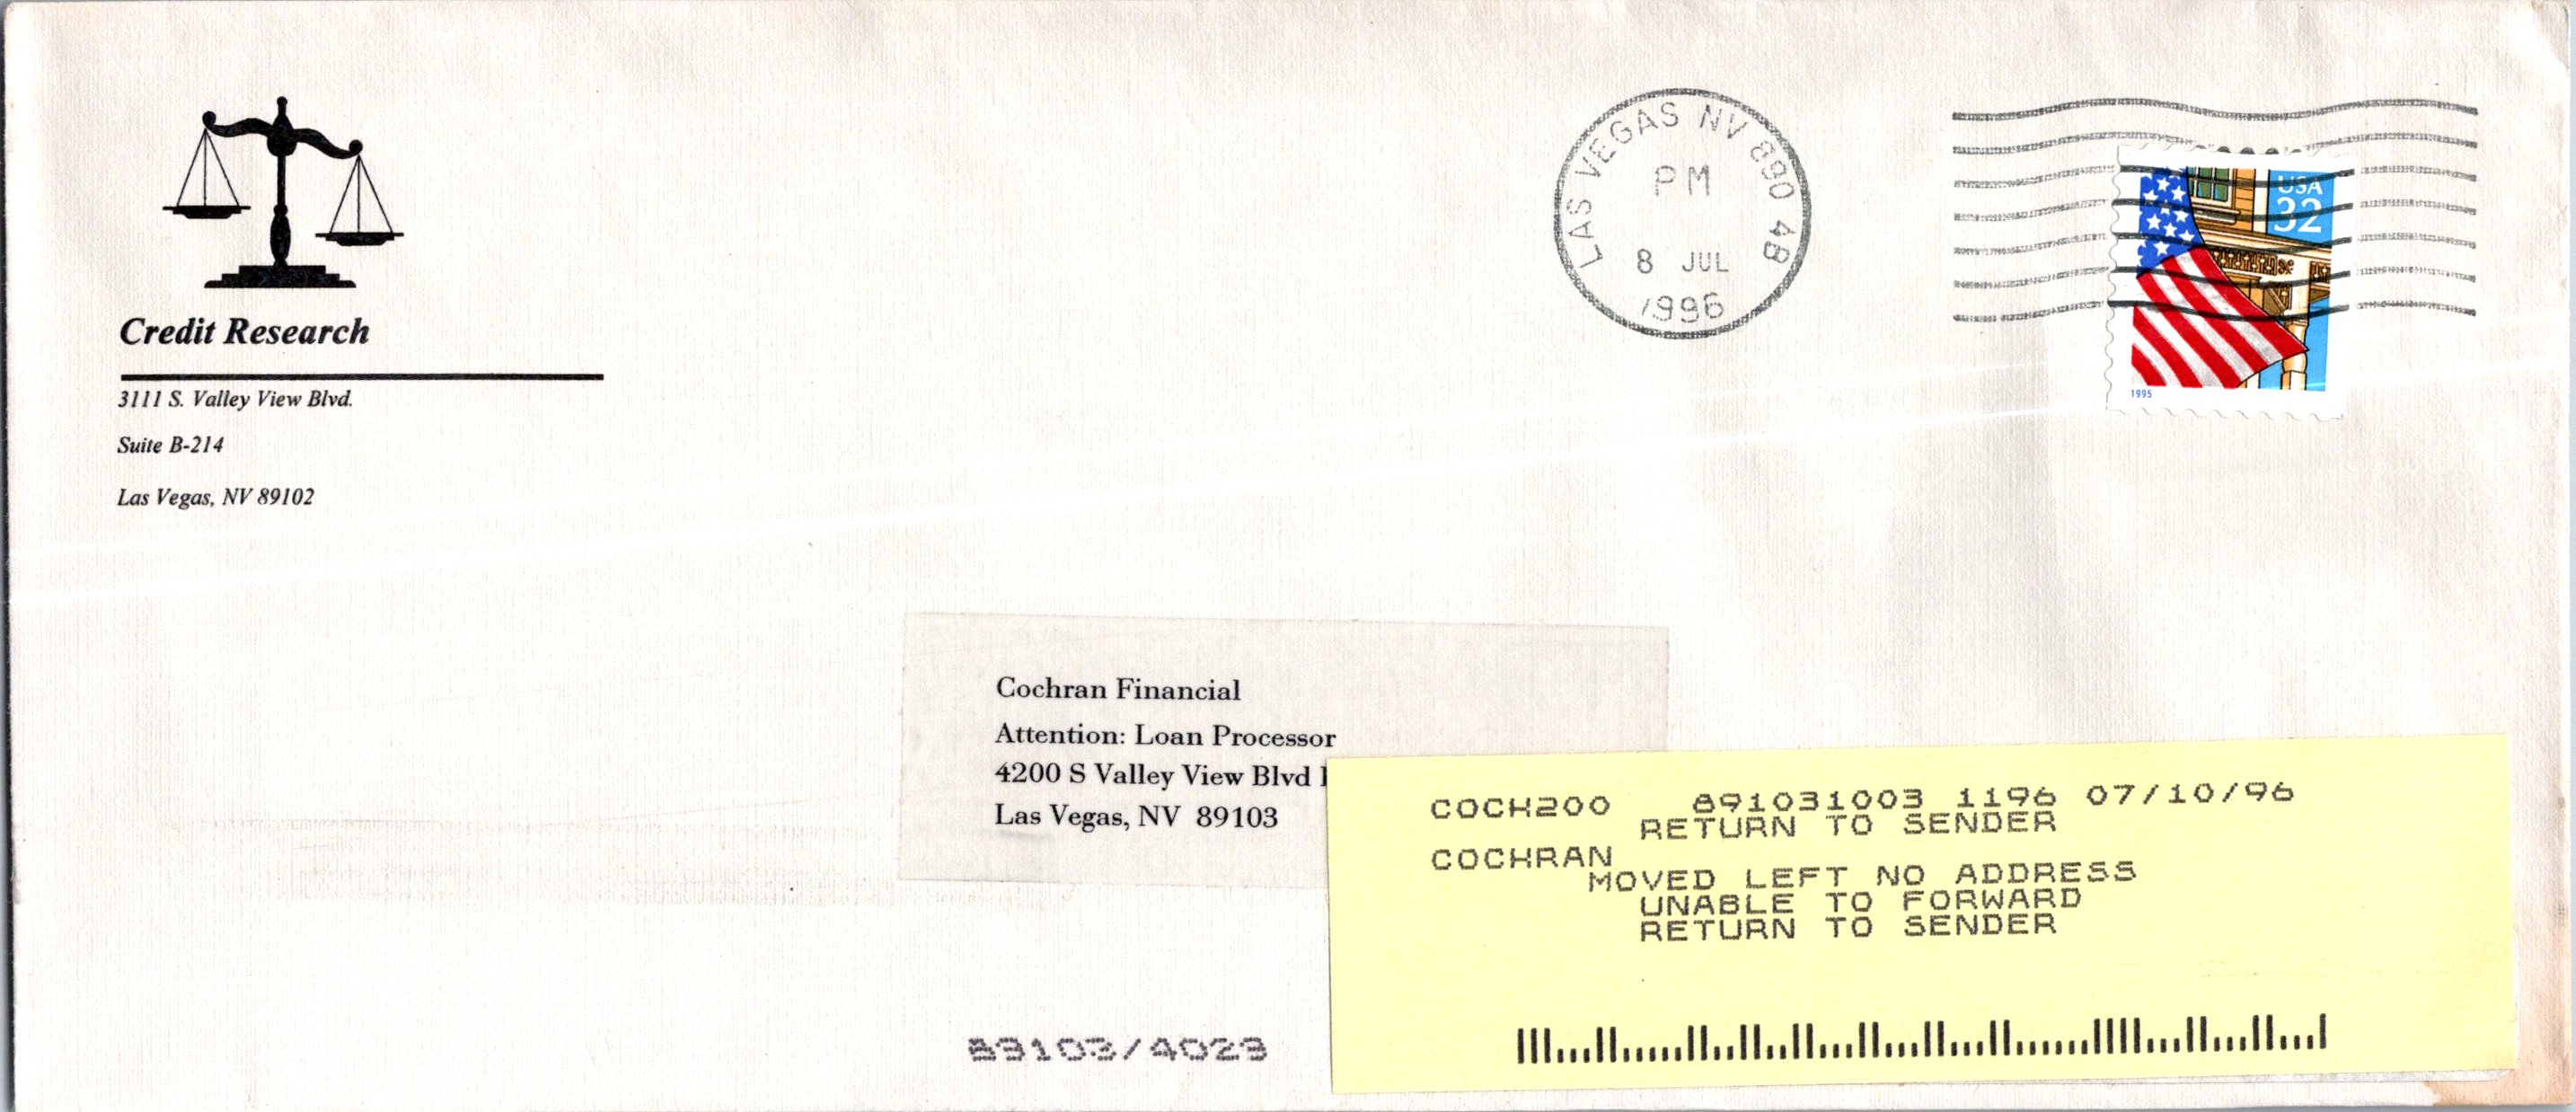 Credit Research
3111 S. Valley View Blvd.
Suite B-214
Las Vegas, NV 89102
LAS VEGAS NV 890 4B
PM
8 JUL
1996
USA
32
1995
Cochran Financial
Attention: Loan Processor
4200 S Valley View Blvd
Las Vegas, NV 89103
COCH200 891031003 1196 07/10/96
RETURN TO SENDER
COCHRAN
MOVED LEFT NO ADDRESS
UNABLE TO FORWARD
RETURN TO SENDER
89103/4029